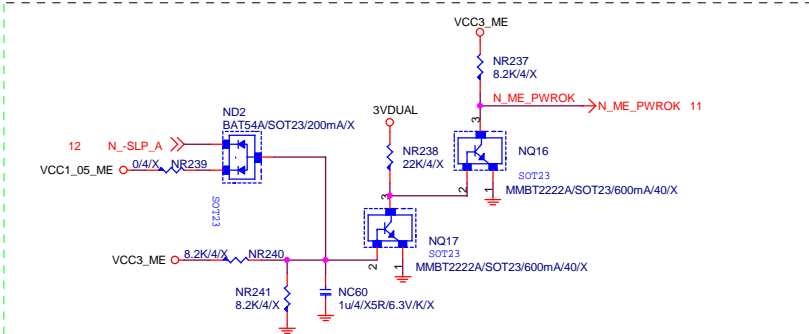 VCC3_ME
NR237
8.2K/4/X
N_ME_PWROK
N_ME_PWROK 11
3
NQ16
SOT23
MMBT2222A/SOT23/600mA/40/X
2
1
ND2
BAT54A/SOT23/200mA/X
12 N_-SLP_A
VCC1_05_ME
0/4/X
NR239
SOT23
3VDUAL
NR238
22K/4/X
3
NQ17
SOT23
MMBT2222A/SOT23/600mA/40/X
2
1
VCC3_ME
8.2K/4/X
NR240
NR241
8.2K/4/X
NC60
1u/4/X5R/6.3V/K/X